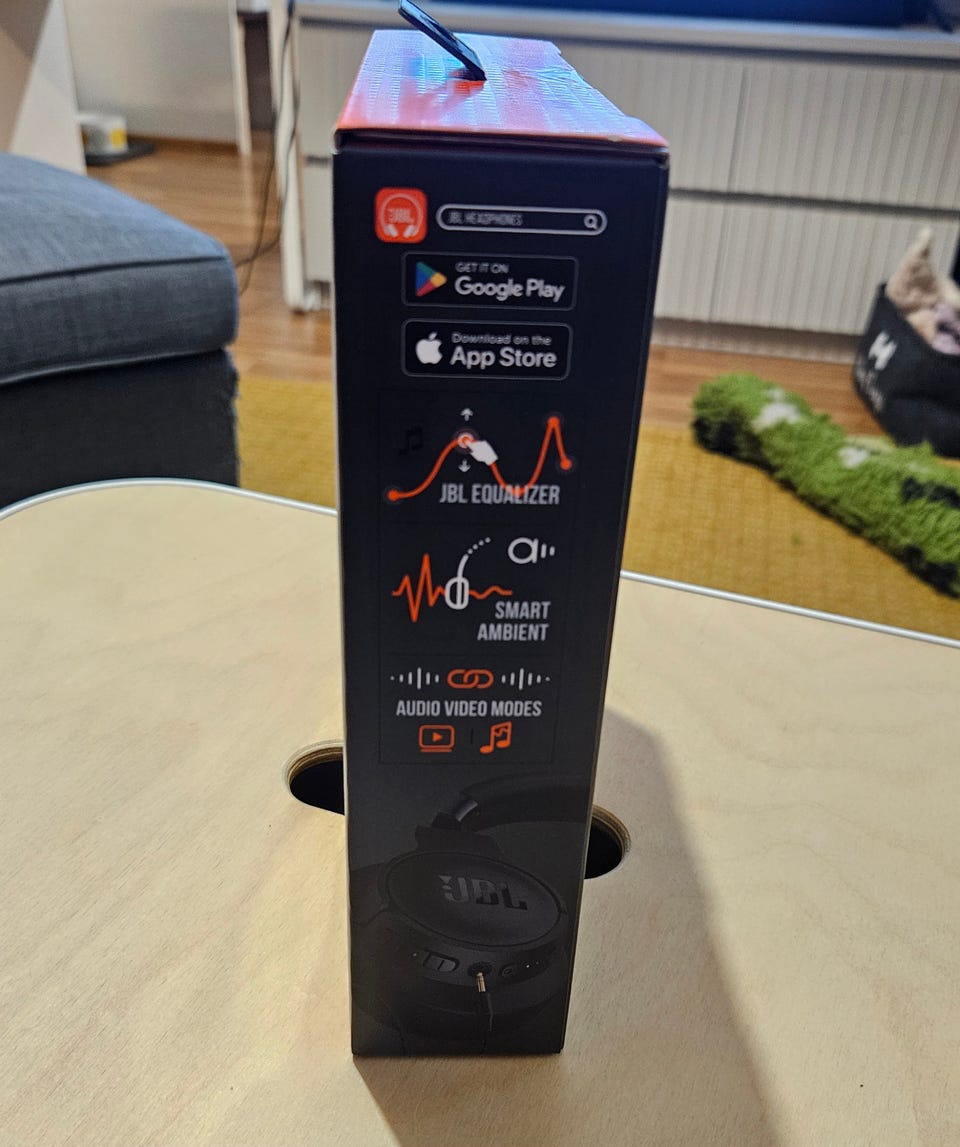 JBL
JBL HEADPHONES
GET IT ON
Google Play
Download on the
App Store
JBL EQUALIZER
SMART
AMBIENT
AUDIO VIDEO MODES
JBL